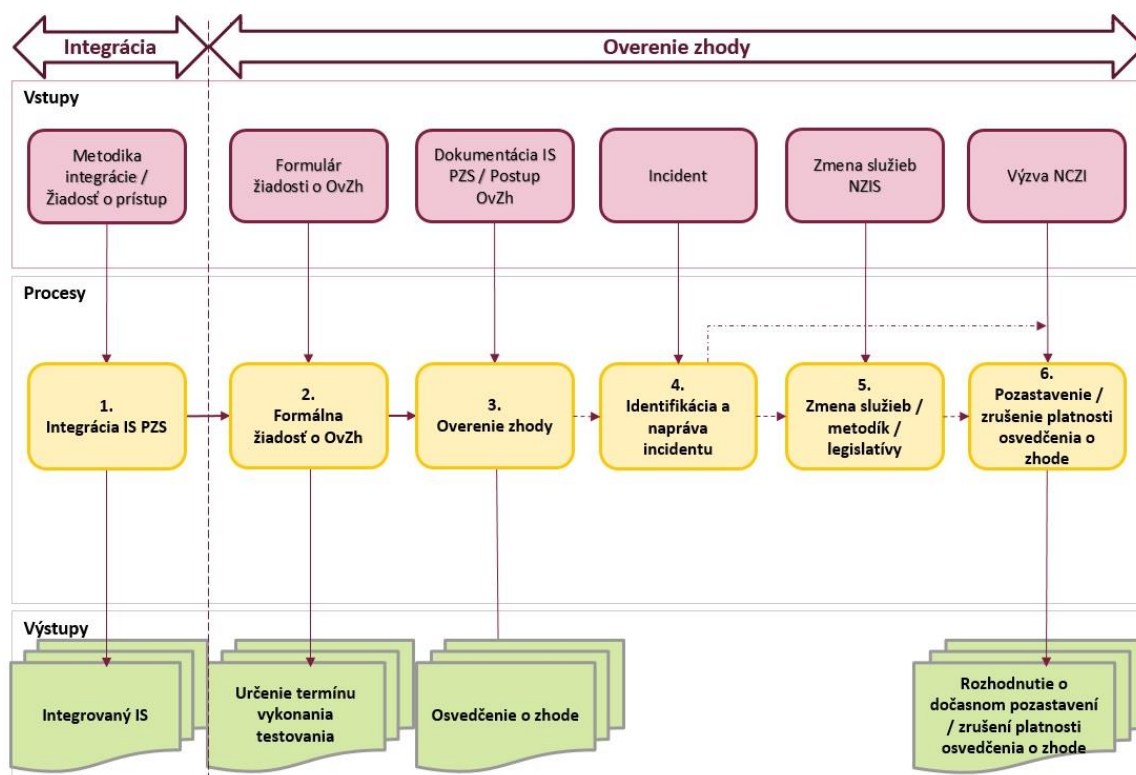 Integrácia
Overenie zhody
Vstupy
Metodika
integrácie /
Žiadosť o prístup
Formulár
žiadosti o OvZh
Dokumentácia IS
PZS / Postup
OvZh
Incident
Zmena služieb
NZIS
Výzva NCZI
Procesy
1.
Integrácia IS PZS
2.
Formálna
žiadosť o OvZh
3.
Overenie zhody
4.
Identifikácia a
náprava
incidentu
5.
Zmena služieb /
metodík /
legislatívy
6.
Pozastavenie /
zrušenie platnosti
osvedčenia o
zhode
Výstupy
Integrovaný IS
Určenie termínu
vykonania
testovania
Osvedčenie o zhode
Rozhodnutie o
dočasnom pozastavení
/ zrušení platnosti
osvedčenia o zhode